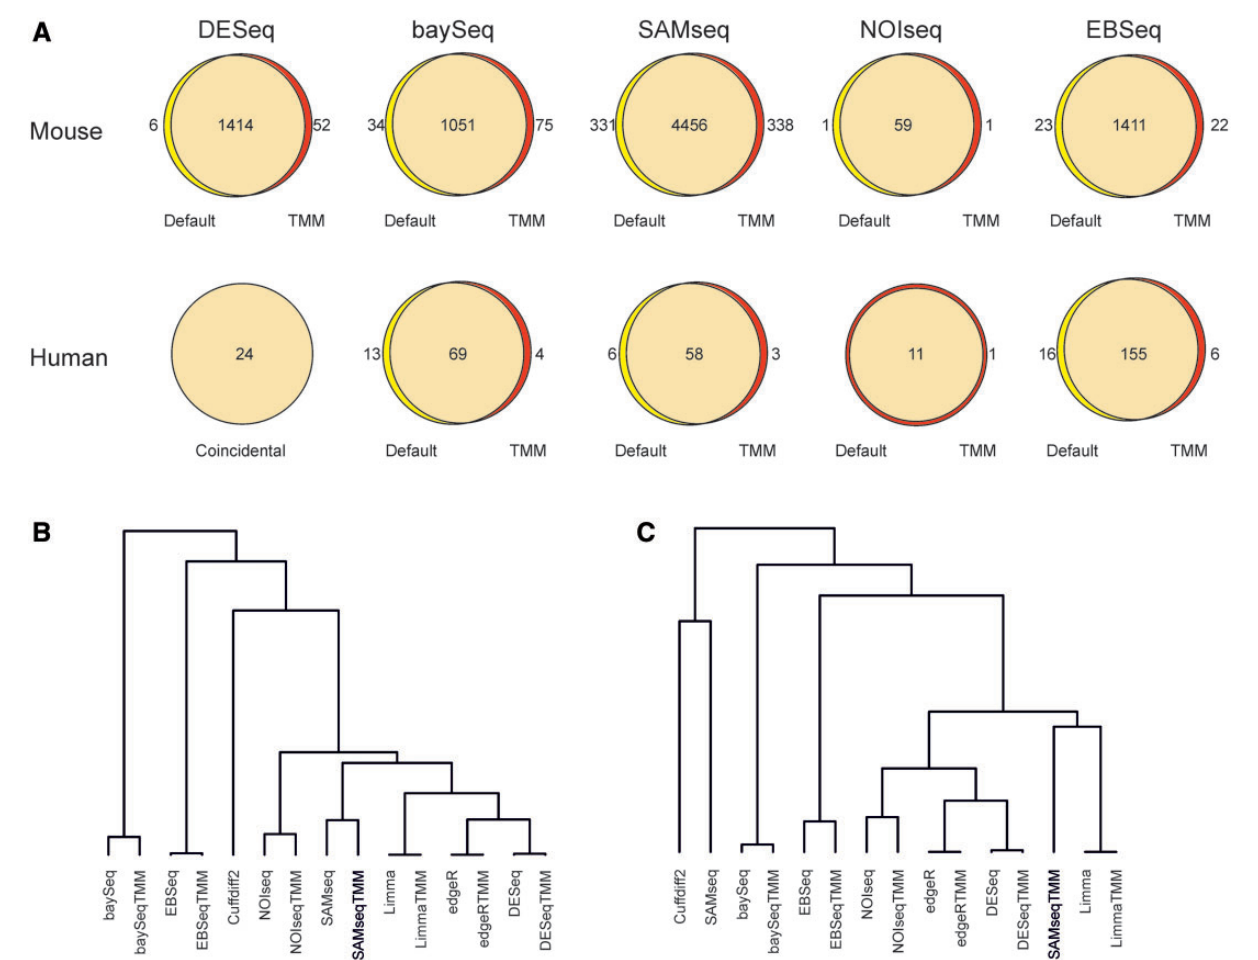 A
DESeq baySeq SAMseq NOIseq EBSeq
Mouse
6 1414 52 34 1051 75 331 4456 338 1 59 1 23 1411 22
Default TMM Default TMM Default TMM Default TMM Default TMM
Human
24 13 69 4 6 58 3 11 1 16 155 6
Coincidental Default TMM Default TMM Default TMM Default TMM
B
baySeq
baySeqTMM
EBSeq
EBSeqTMM
Cuffdiff2
NOIseq
NOIseqTMM
SAMseq
SAMseqTMM
Limma
LimmaTMM
edgeR
edgeRTMM
DESeq
DESeqTMM
C
Cuffdiff2
SAMseq
baySeq
baySeqTMM
EBSeq
EBSeqTMM
NOIseq
NOIseqTMM
edgeR
edgeRTMM
DESeq
DESeqTMM
SAMseqTMM
Limma
LimmaTMM